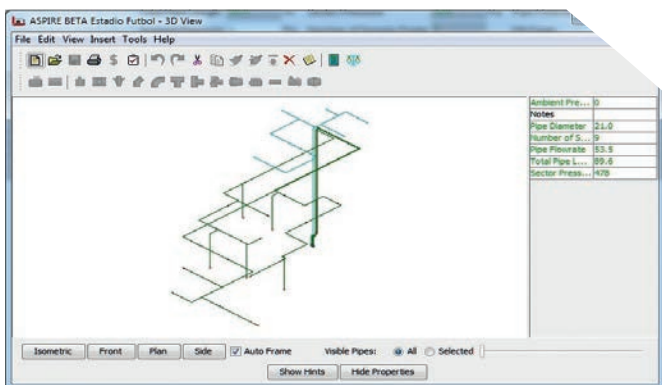 ASPIRE BETA Estadio Futbol - 3D View
File Edit View Insert Tools Help
Ambient Pre... 0
Notes
Pipe Diameter 21.0
Number of S... 9
Pipe Flowrate 53.5
Total Pipe L... 89.6
Sector Press... 478
Isometric Front Plan Side Auto Frame Visible Pipes: All Selected
Show Hints Hide Properties